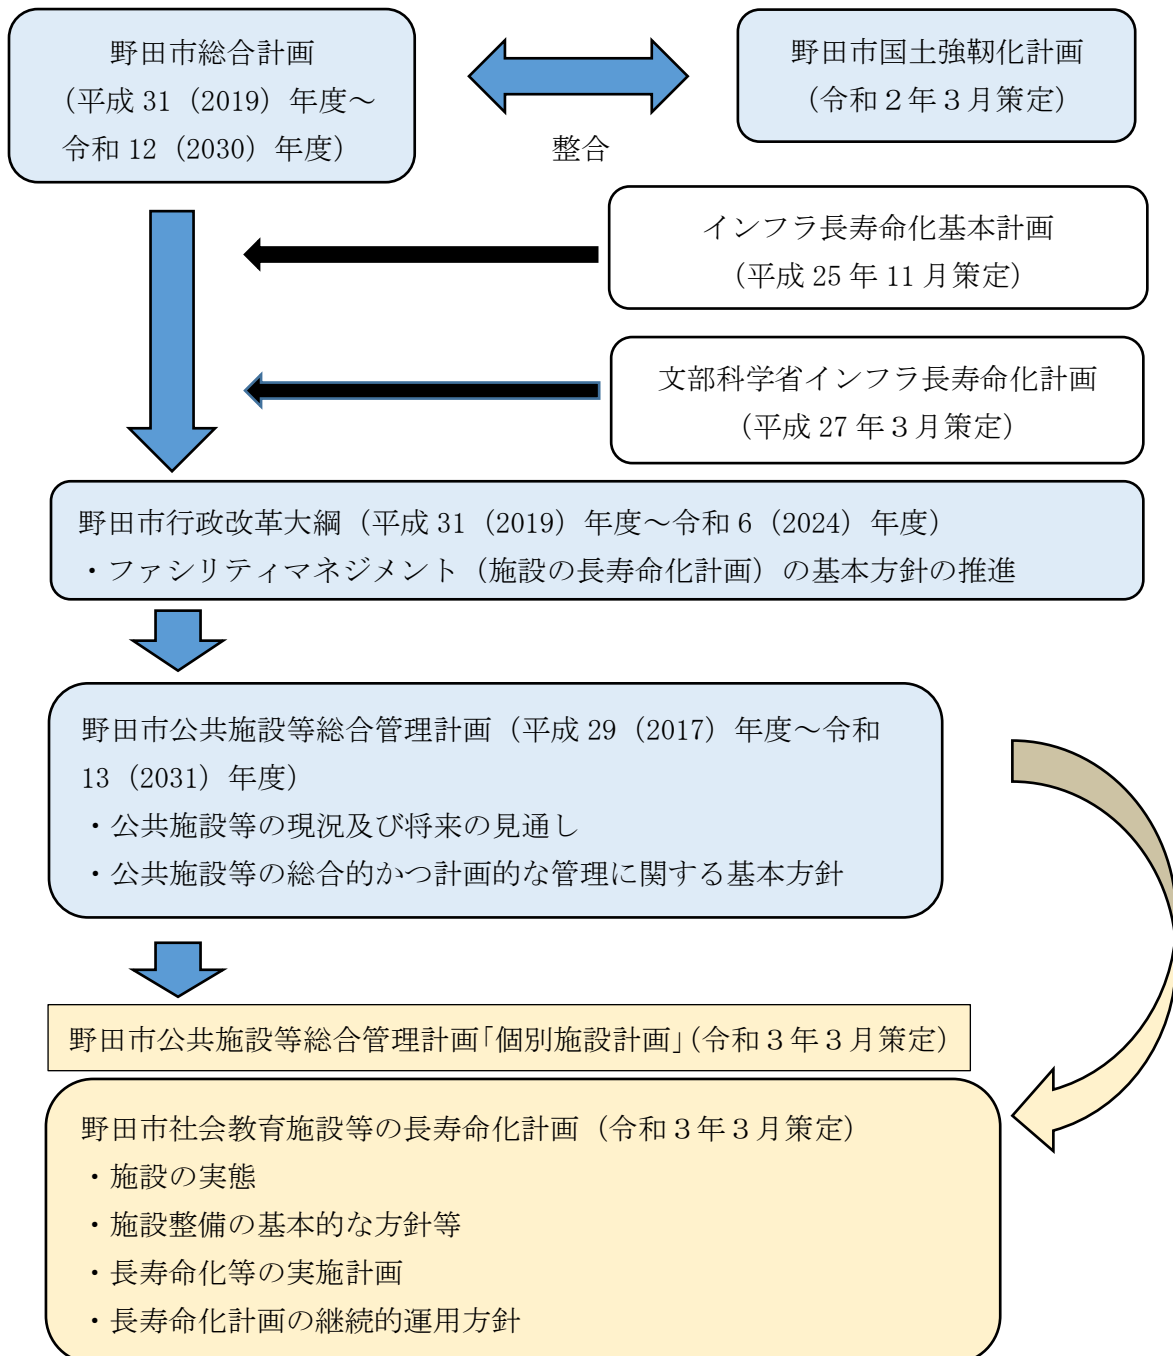 野田市総合計画
（平成 31（2019）年度～
令和 12（2030）年度）
野田市国土強靱化計画
（令和２年３月策定）
整合
インフラ長寿命化基本計画
（平成 25 年 11 月策定）
文部科学省インフラ長寿命化計画
（平成 27 年３月策定）
野田市行政改革大綱（平成 31（2019）年度～令和 6（2024）年度）
・ファシリティマネジメント（施設の長寿命化計画）の基本方針の推進
野田市公共施設等総合管理計画（平成 29（2017）年度～令和
13（2031）年度）
・公共施設等の現況及び将来の見通し
・公共施設等の総合的かつ計画的な管理に関する基本方針
野田市公共施設等総合管理計画「個別施設計画」（令和３年３月策定）
野田市社会教育施設等の長寿命化計画（令和３年３月策定）
・施設の実態
・施設整備の基本的な方針等
・長寿命化等の実施計画
・長寿命化計画の継続的運用方針